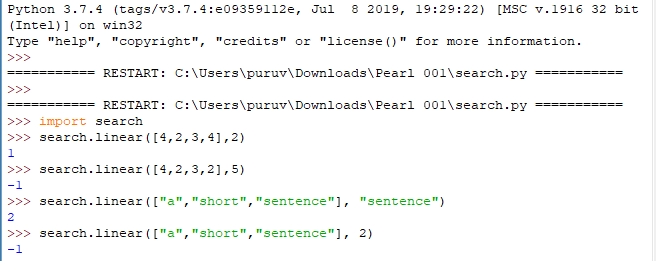 Python 3.7.4 (tags/v3.7.4:e09359112e, Jul  8 2019, 19:29:22) [MSC v.1916 32 bit
(Intel)] on win32
Type "help", "copyright", "credits" or "license()" for more information.
>>>
=========== RESTART: C:\Users\puruv\Downloads\Pearl 001\search.py ===========
>>>
=========== RESTART: C:\Users\puruv\Downloads\Pearl 001\search.py ===========
>>> import search
>>> search.linear([4,2,3,4],2)
1
>>> search.linear([4,2,3,2],5)
-1
>>> search.linear(["a","short","sentence"], "sentence")
2
>>> search.linear(["a","short","sentence"], 2)
-1